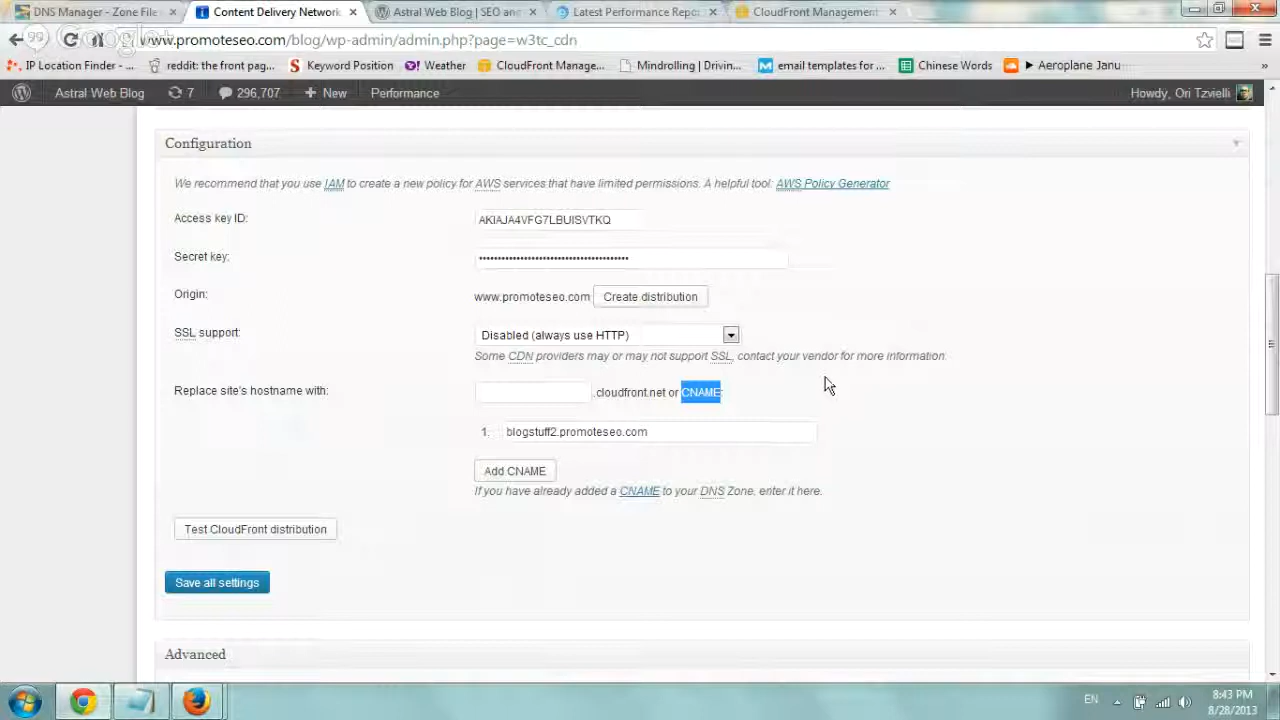 DNS Manager - Zone File
Content Delivery Network
Astral Web Blog | SEO and
Latest Performance Repo
CloudFront Management
99
www.promoteseo.com/blog/wp-admin/admin.php?page=w3tc_cdn
IP Location Finder - ...
reddit: the front pag...
Keyword Position
Weather
CloudFront Manage...
Mindrolling | Drivin...
email templates for ...
Chinese Words
Aeroplane Janu
»
Astral Web Blog
7
296,707
+ New
Performance
Howdy, Ori Tzvielli
Configuration
We recommend that you use IAM to create a new policy for AWS services that have limited permissions. A helpful tool: AWS Policy Generator
Access key ID:
AKIAJA4VFG7LBUISVTKQ
Secret key:
•••••••••••••••••••••••••••••••••••••••
Origin:
www.promoteseo.com Create distribution
SSL support:
Disabled (always use HTTP)
Some CDN providers may or may not support SSL, contact your vendor for more information.
Replace site's hostname with:
.cloudfront.net or CNAME:
1. blogstuff2.promoteseo.com
Add CNAME
If you have already added a CNAME to your DNS Zone, enter it here.
Test CloudFront distribution
Save all settings
Advanced
EN
8:43 PM
8/28/2013